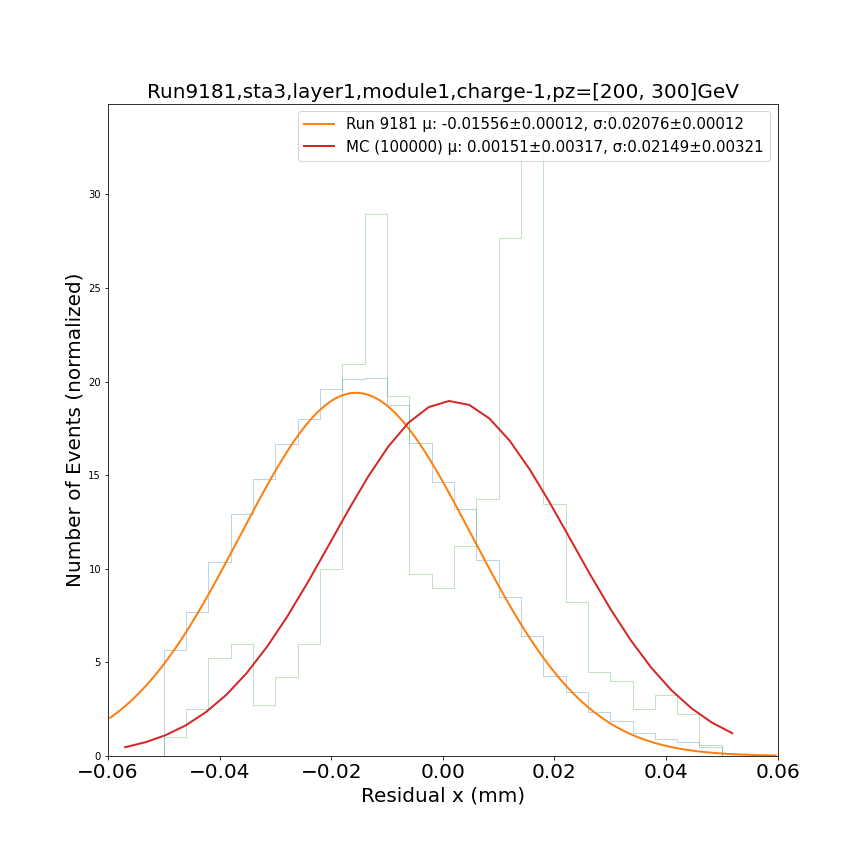 Run9181,sta3,layer1,module1,charge-1,pz=[200, 300]GeV
Run 9181 μ: -0.01556±0.00012, σ:0.02076±0.00012
MC (100000) μ: 0.00151±0.00317, σ:0.02149±0.00321
30
25
20
15
10
5
0
Number of Events (normalized)
−0.06 −0.04 −0.02 0.00 0.02 0.04 0.06
Residual x (mm)